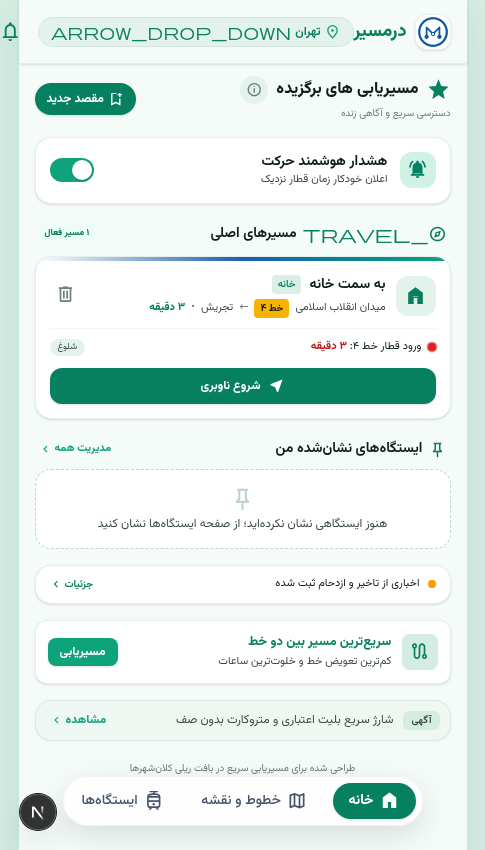 درمسیر
تهران ARROW_DROP_DOWN
مسیریابی های برگزیده
دسترسی سریع و آگاهی زنده
مقصد جدید
هشدار هوشمند حرکت
اعلان خودکار زمان قطار نزدیک
TRAVEL_ مسیرهای اصلی
۱ مسیر فعال
به سمت خانه خانه
میدان انقلاب اسلامی خط ۴ ← تجریش • ۳ دقیقه
ورود قطار خط ۴: ۳ دقیقه
شلوغ
شروع ناوبری
ایستگاه‌های نشان‌شده من
مدیریت همه
هنوز ایستگاهی نشان نکرده‌اید؛ از صفحه ایستگاه‌ها نشان کنید
اخباری از تاخیر و ازدحام ثبت شده
جزئیات
سریع‌ترین مسیر بین دو خط
کم‌ترین تعویض خط و خلوت‌ترین ساعات
مسیریابی
آگهی
شارژ سریع بلیت اعتباری و متروکارت بدون صف
مشاهده
طراحی شده برای مسیریابی سریع در بافت ریلی کلان‌شهرها
خانه
خطوط و نقشه
ایستگاه‌ها
N